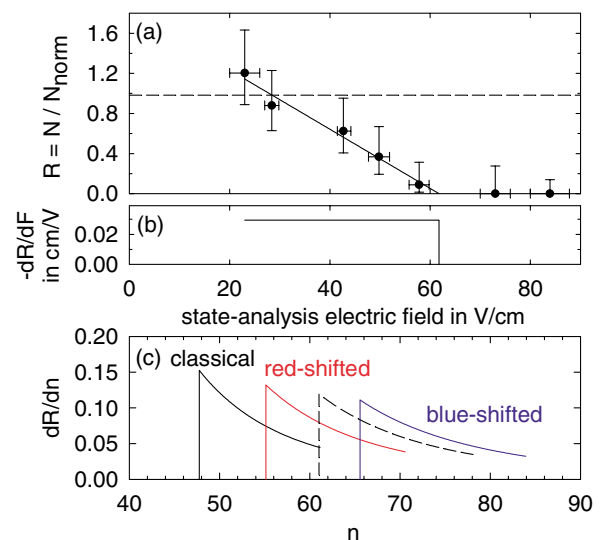 (a)
R = N / Nnorm
1.6
1.2
0.8
0.4
0.0
(b)
-dR/dF
in cm/V
0.02
0.00
0 20 40 60 80
state-analysis electric field in V/cm
(c)
classical
red-shifted
blue-shifted
dR/dn
0.20
0.15
0.10
0.05
0.00
40 50 60 70 80 90
n